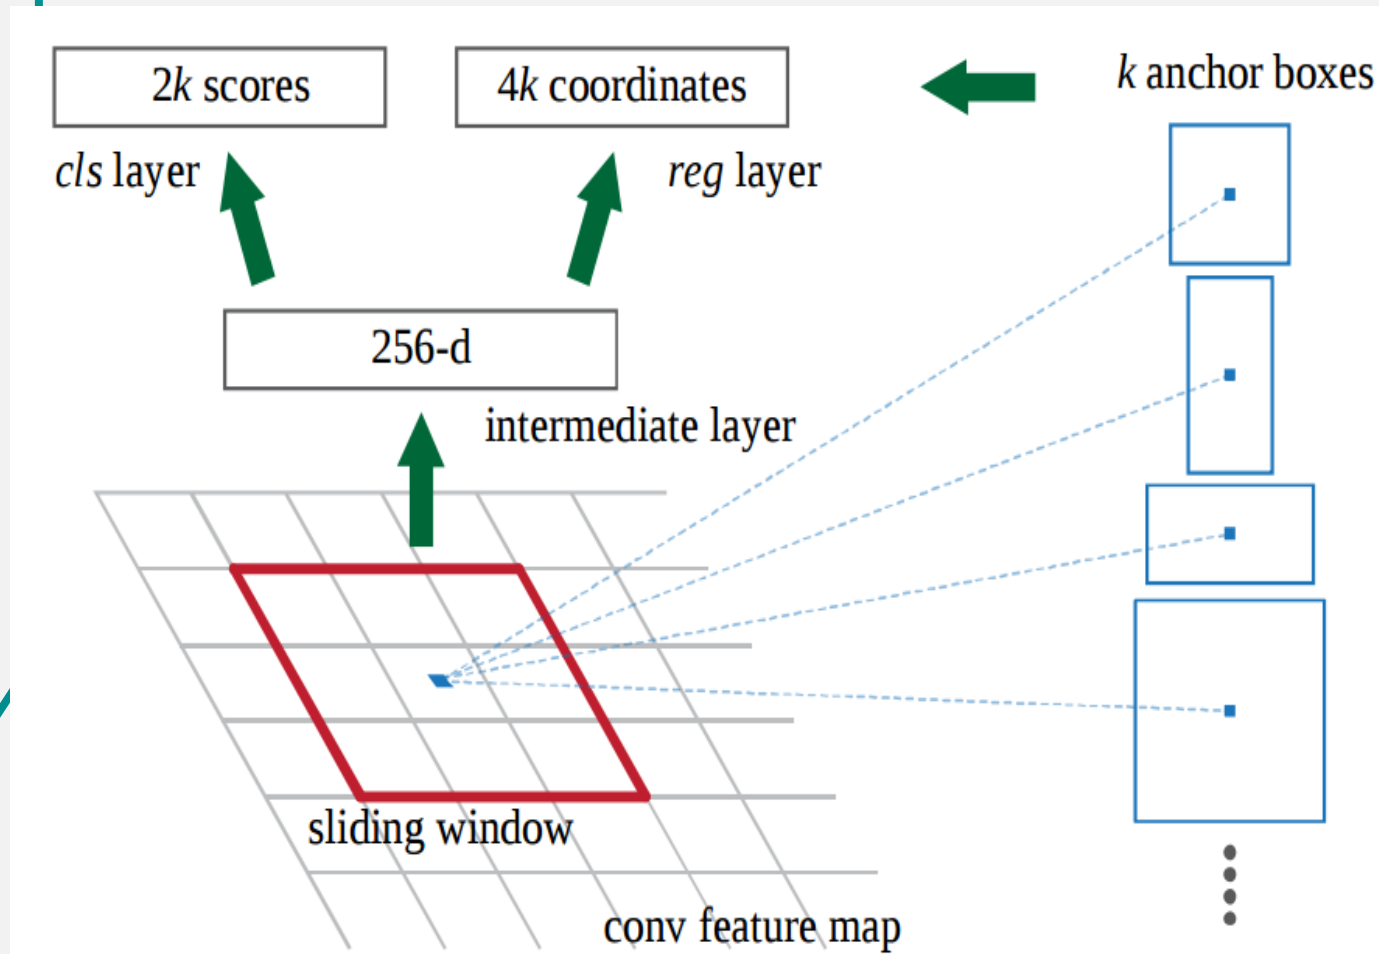 2k scores
4k coordinates
k anchor boxes
cls layer
reg layer
256-d
intermediate layer
sliding window
conv feature map